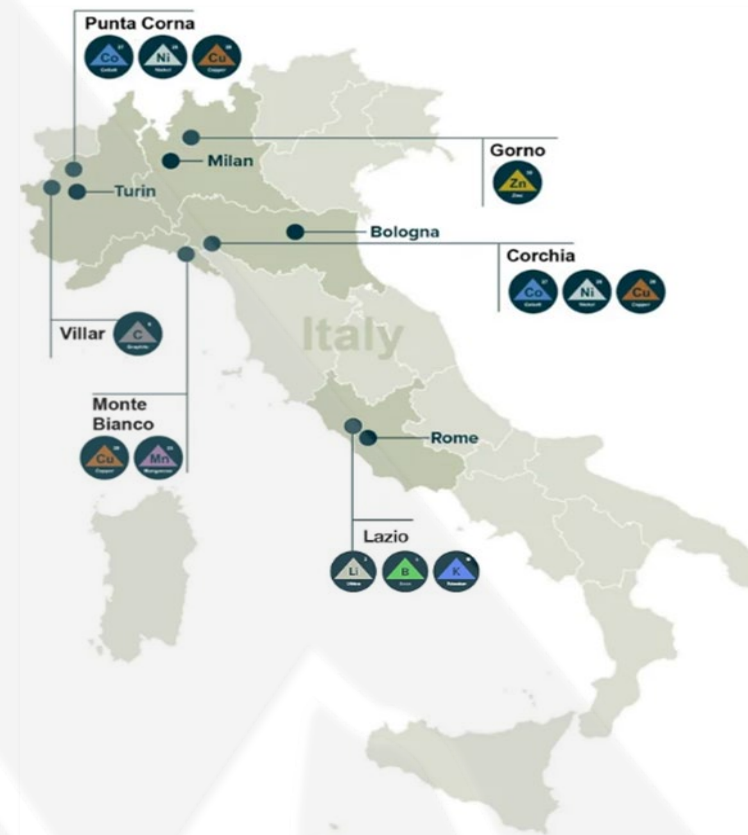 Punta Corna
Co
Ni
Cu
Gorno
Zn
Milan
Turin
Bologna
Corchia
Co
Ni
Cu
Italy
Villar
C
Monte
Bianco
Cu
Mn
Manganese
Rome
Lazio
Li
B
K